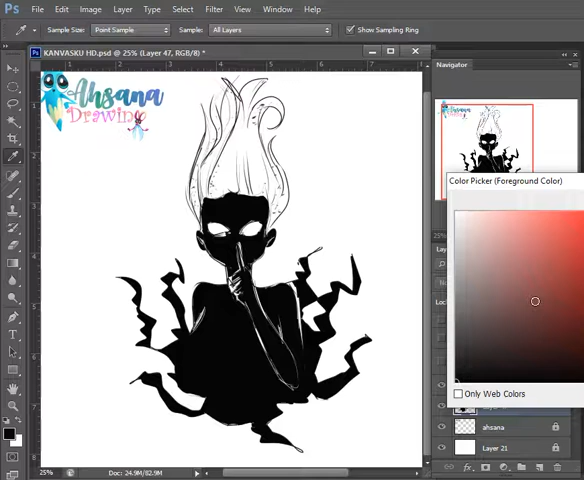 Ps File Edit Image Layer Type Select Filter View Window Help
Sample Size: Point Sample Sample: All Layers Show Sampling Ring
KANVASKU HD.psd @ 25% (Layer 47, RGB/8) *
Navigator
Ahsana
Drawing
Color Picker (Foreground Color)
Only Web Colors
ahsana
Layer 21
25% Doc: 24.9M/82.9M